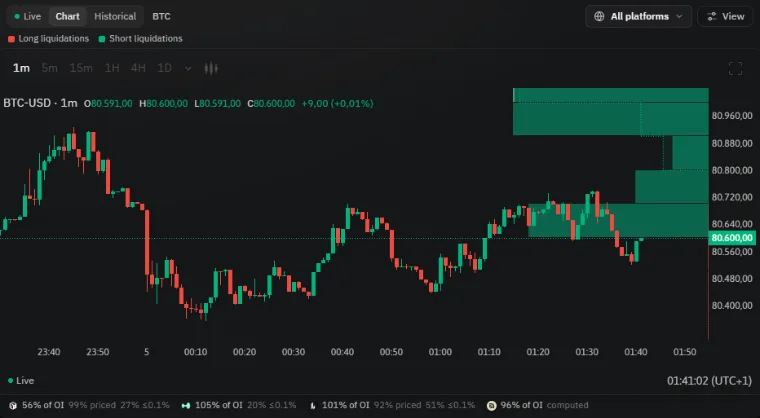 Live Chart Historical BTC All platforms View
Long liquidations Short liquidations
1m 5m 15m 1H 4H 1D
BTC-USD · 1m O80.591,00 H80.600,00 L80.591,00 C80.600,00 +9,00 (+0,01%)
80.960,00
80.880,00
80.800,00
80.720,00
80.640,00
80.600,00
80.560,00
80.480,00
80.400,00
23:40 23:50 5 00:10 00:20 00:30 00:40 00:50 01:00 01:10 01:20 01:30 01:40 01:50
Live 01:41:02 (UTC+1)
56% of OI 99% priced 27% ≤0.1% 105% of OI 20% ≤0.1% 101% of OI 92% priced 51% ≤0.1% 96% of OI computed